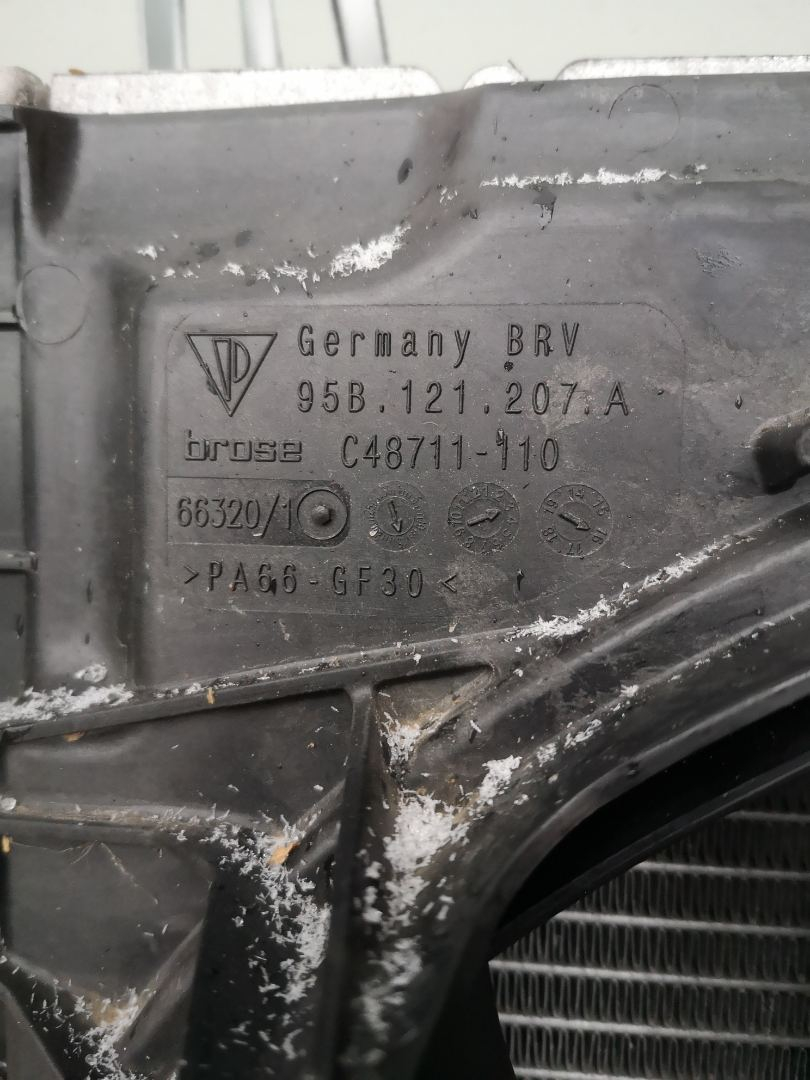 Germany BRV
95B.121.207.A
brose C48711-110
66320/1
>PA66-GF30<